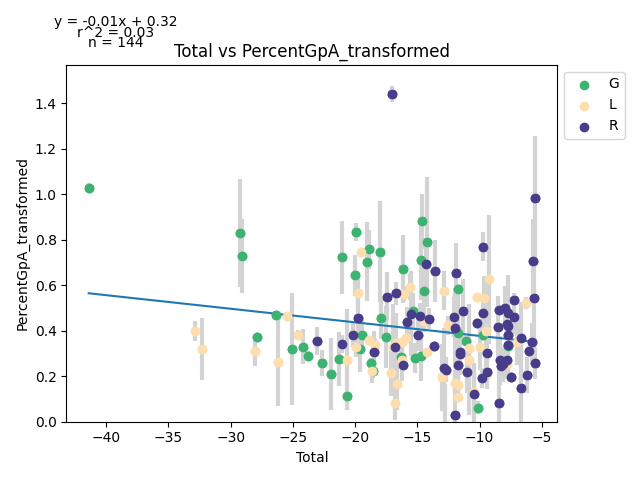 y = -0.01x + 0.32
r^2 = 0.03
n = 144
Total vs PercentGpA_transformed
G
L
R
PercentGpA_transformed
1.4
1.2
1.0
0.8
0.6
0.4
0.2
0.0
−40
−35
−30
−25
−20
−15
−10
−5
Total